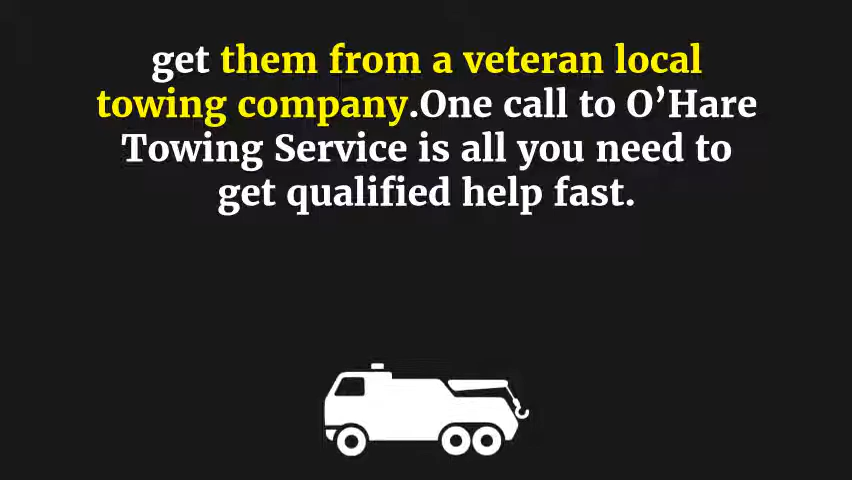 get them from a veteran local
towing company.One call to O’Hare
Towing Service is all you need to
get qualified help fast.